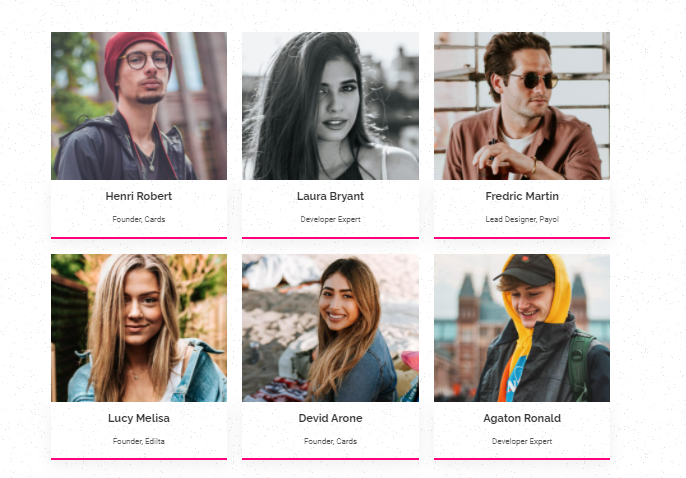 Henri Robert
Founder, Cards
Laura Bryant
Developer Expert
Fredric Martin
Lead Designer, Payol
Lucy Melisa
Founder, Edilta
Devid Arone
Founder, Cards
Agaton Ronald
Developer Expert